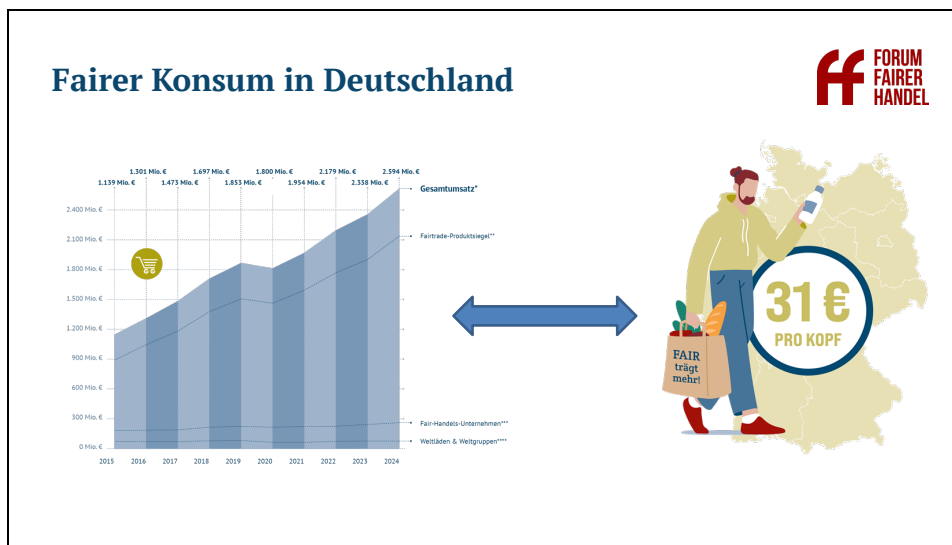 Fairer Konsum in Deutschland
FORUM
FAIRER
HANDEL
1.301 Mio. € 1.697 Mio. € 1.800 Mio. € 2.179 Mio. € 2.594 Mio. €
1.139 Mio. € 1.473 Mio. € 1.853 Mio. € 1.954 Mio. € 2.338 Mio. €
Gesamtumsatz*
2.400 Mio. €
Fairtrade-Produktsiegel**
2.100 Mio. €
1.800 Mio. €
1.500 Mio. €
1.200 Mio. €
900 Mio. €
600 Mio. €
300 Mio. €
Fair-Handels-Unternehmen***
Weltläden & Weltgruppen****
0 Mio. €
2015 2016 2017 2018 2019 2020 2021 2022 2023 2024
31 €
PRO KOPF
FAIR
trägt
mehr!